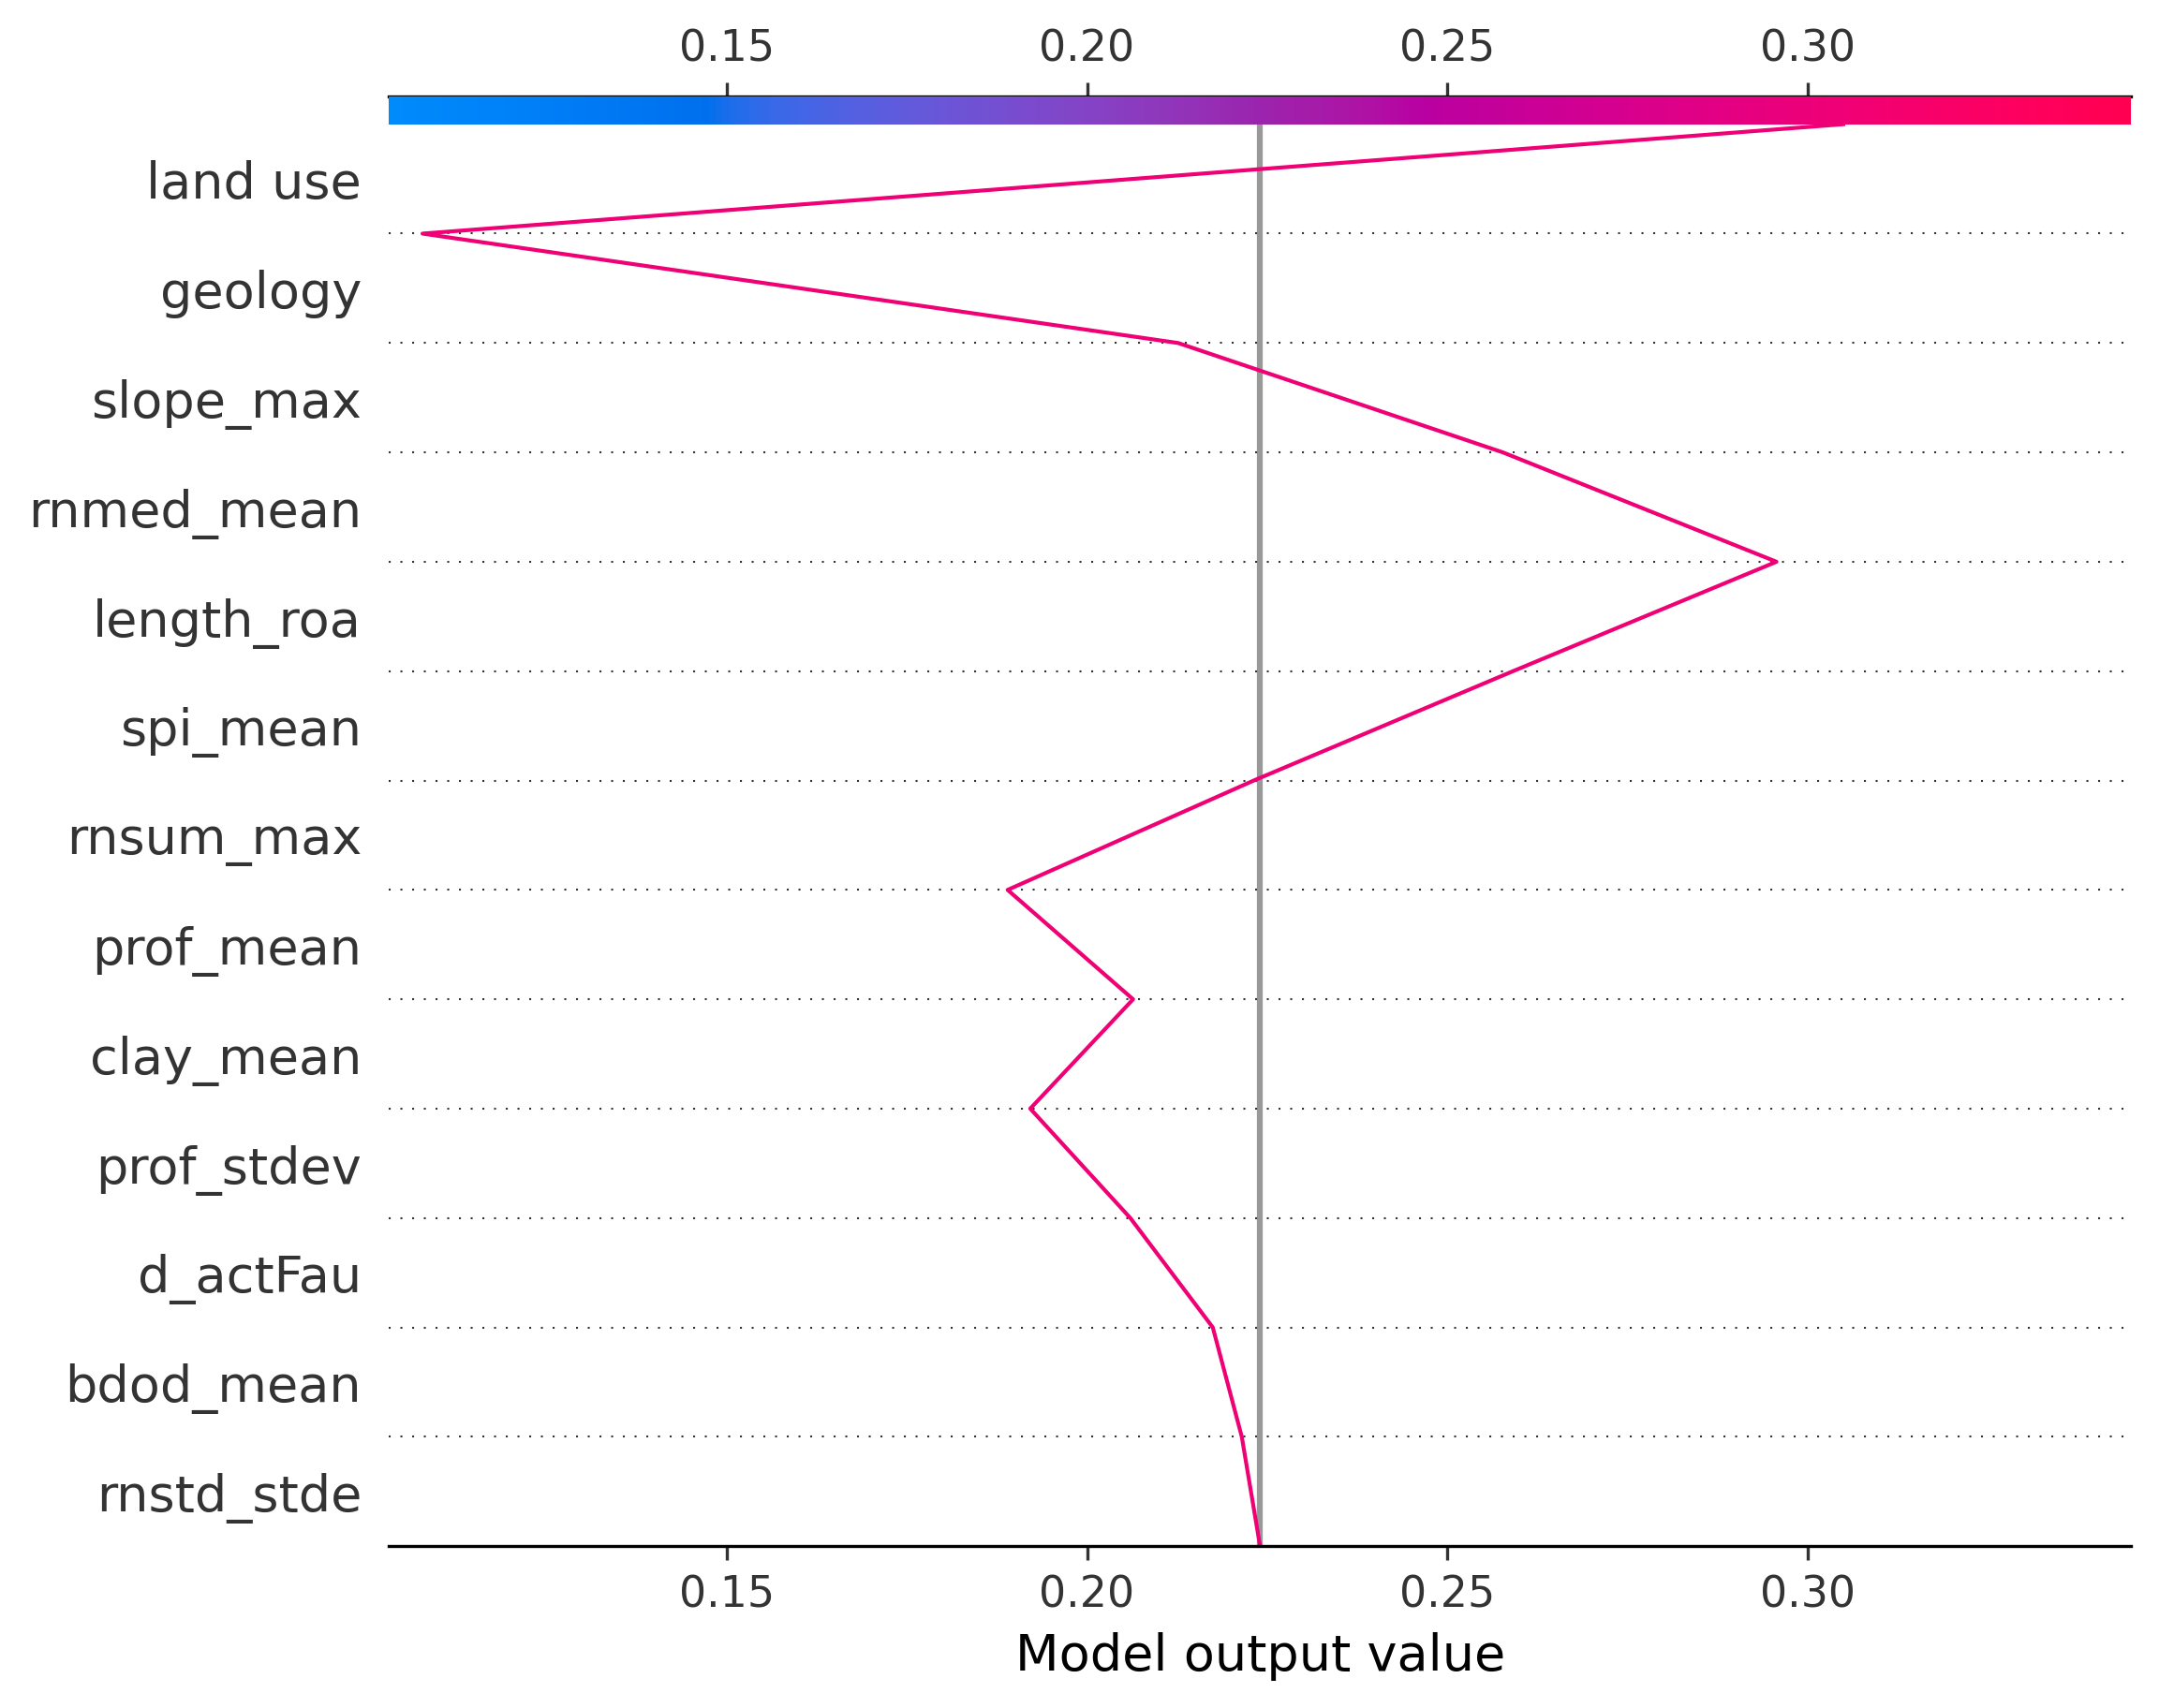 0.15 0.20 0.25 0.30
land use
geology
slope_max
rnmed_mean
length_roa
spi_mean
rnsum_max
prof_mean
clay_mean
prof_stdev
d_actFau
bdod_mean
rnstd_stde
0.15 0.20 0.25 0.30
Model output value